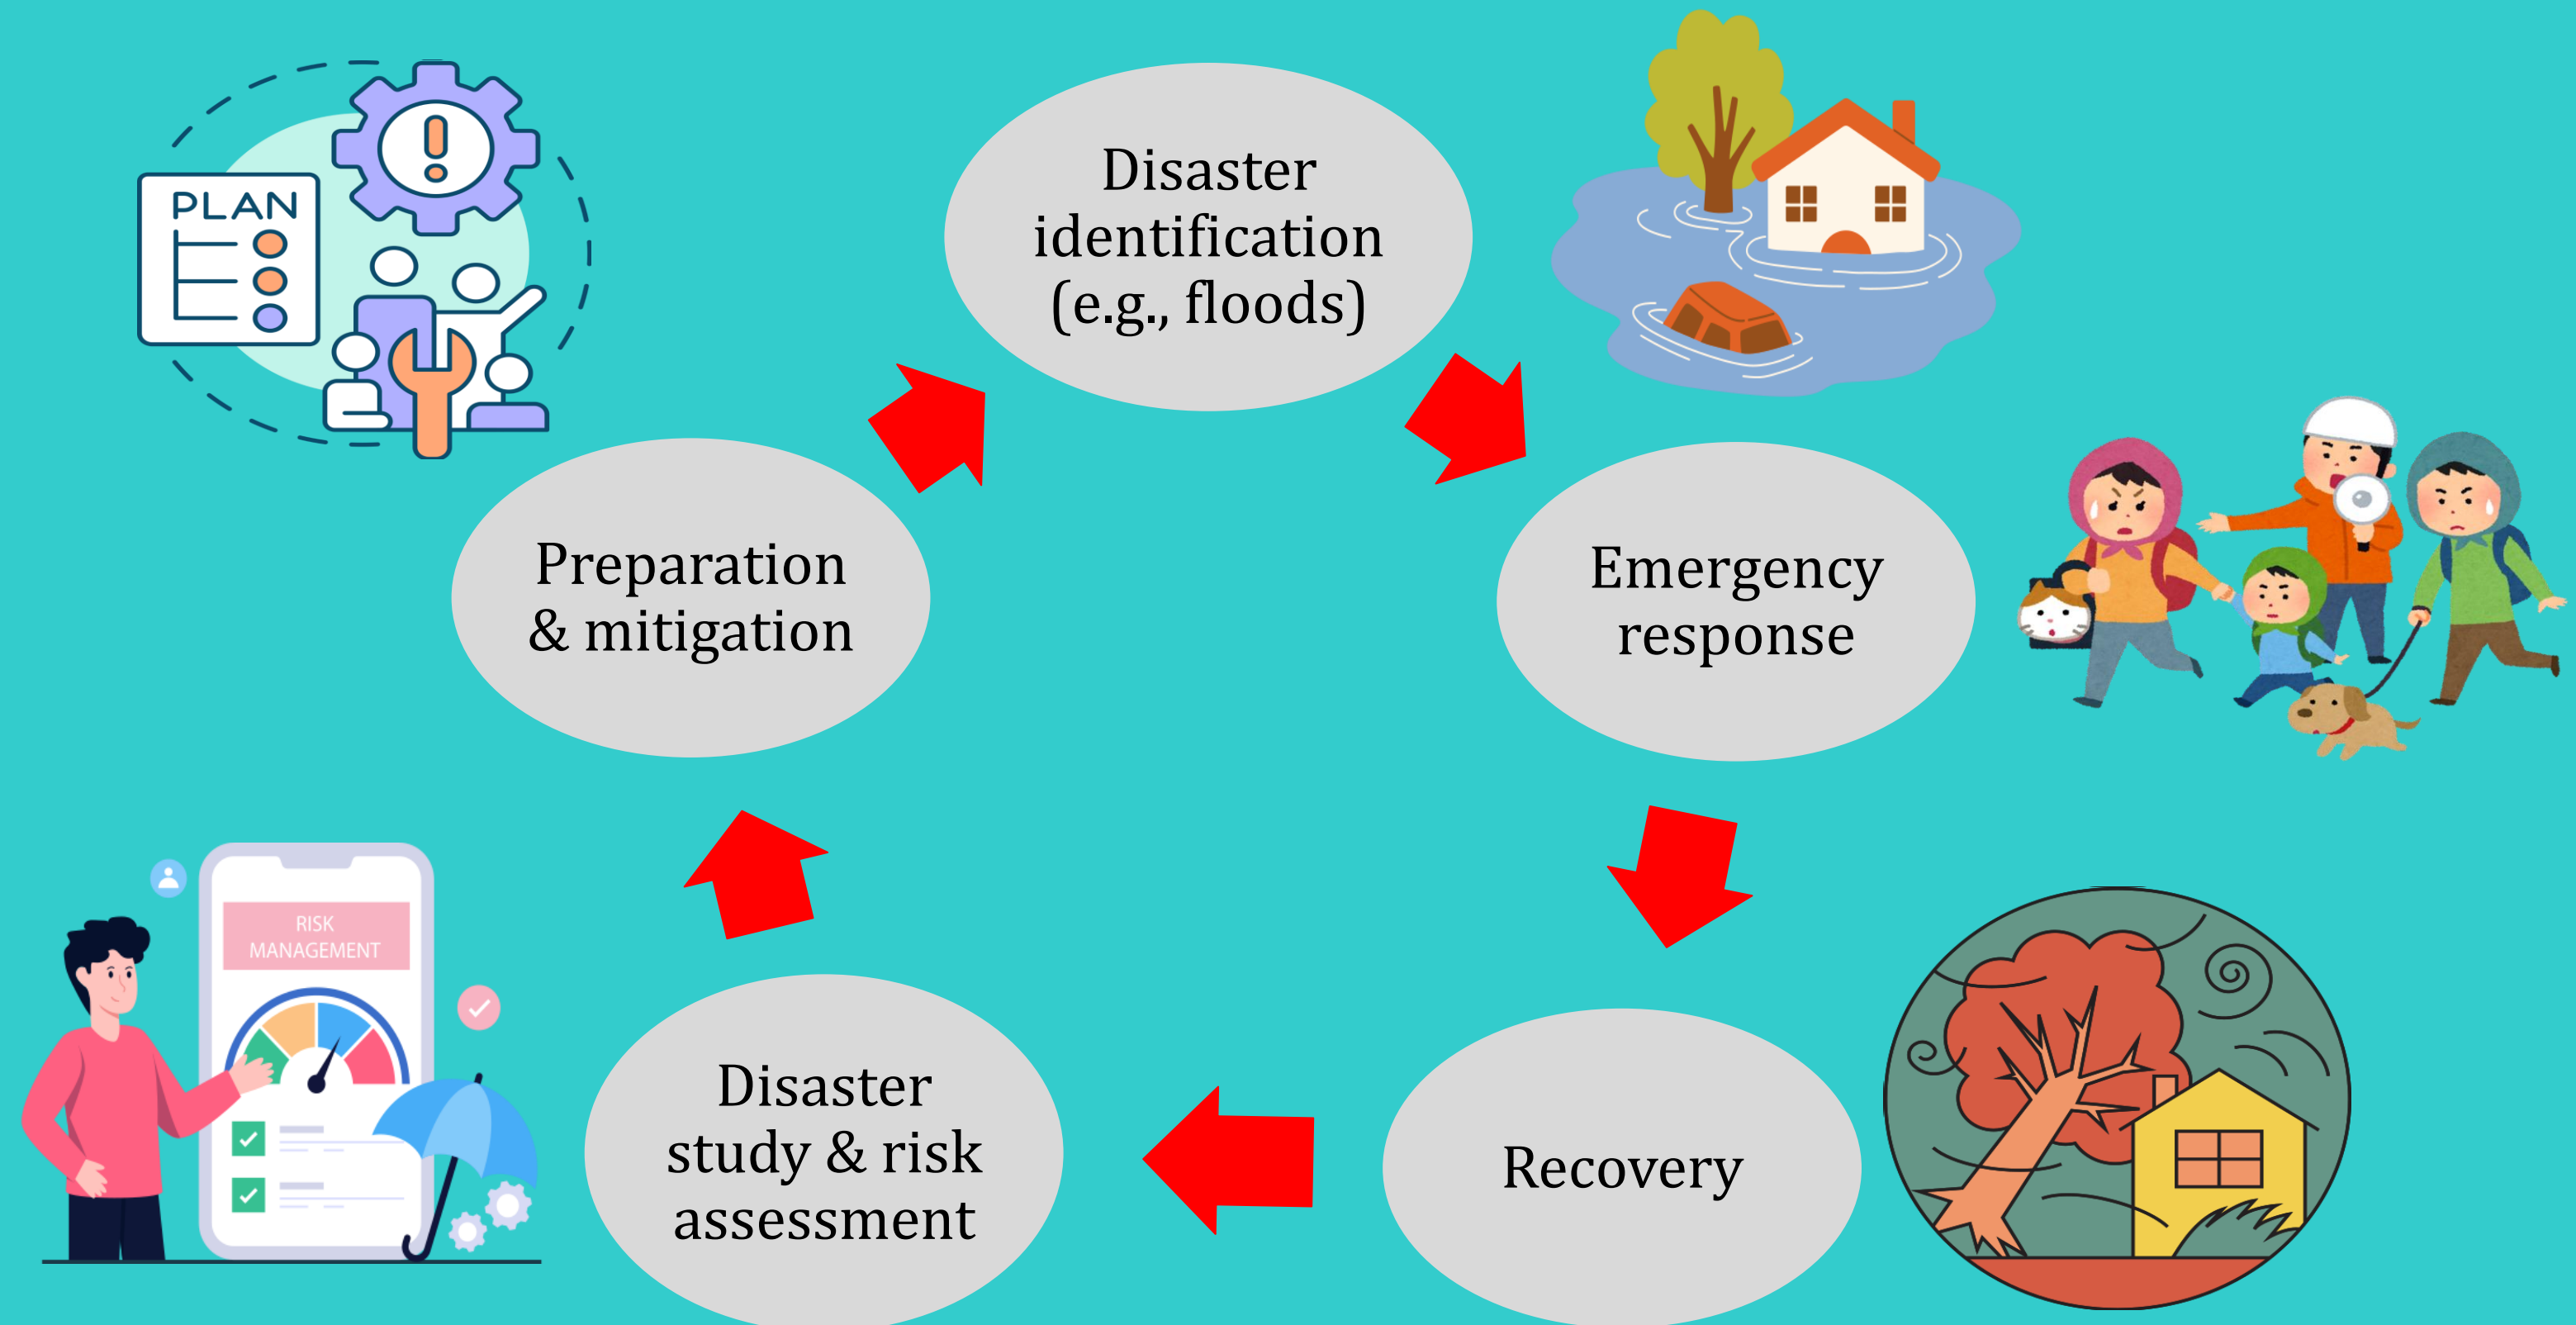 PLAN
Disaster
identification
(e.g., floods)
Preparation
& mitigation
Emergency
response
RISK
MANAGEMENT
Disaster
study & risk
assessment
Recovery